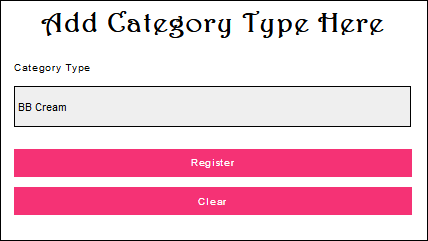 Add Category Type Here
Category Type
BB Cream
Register
Clear